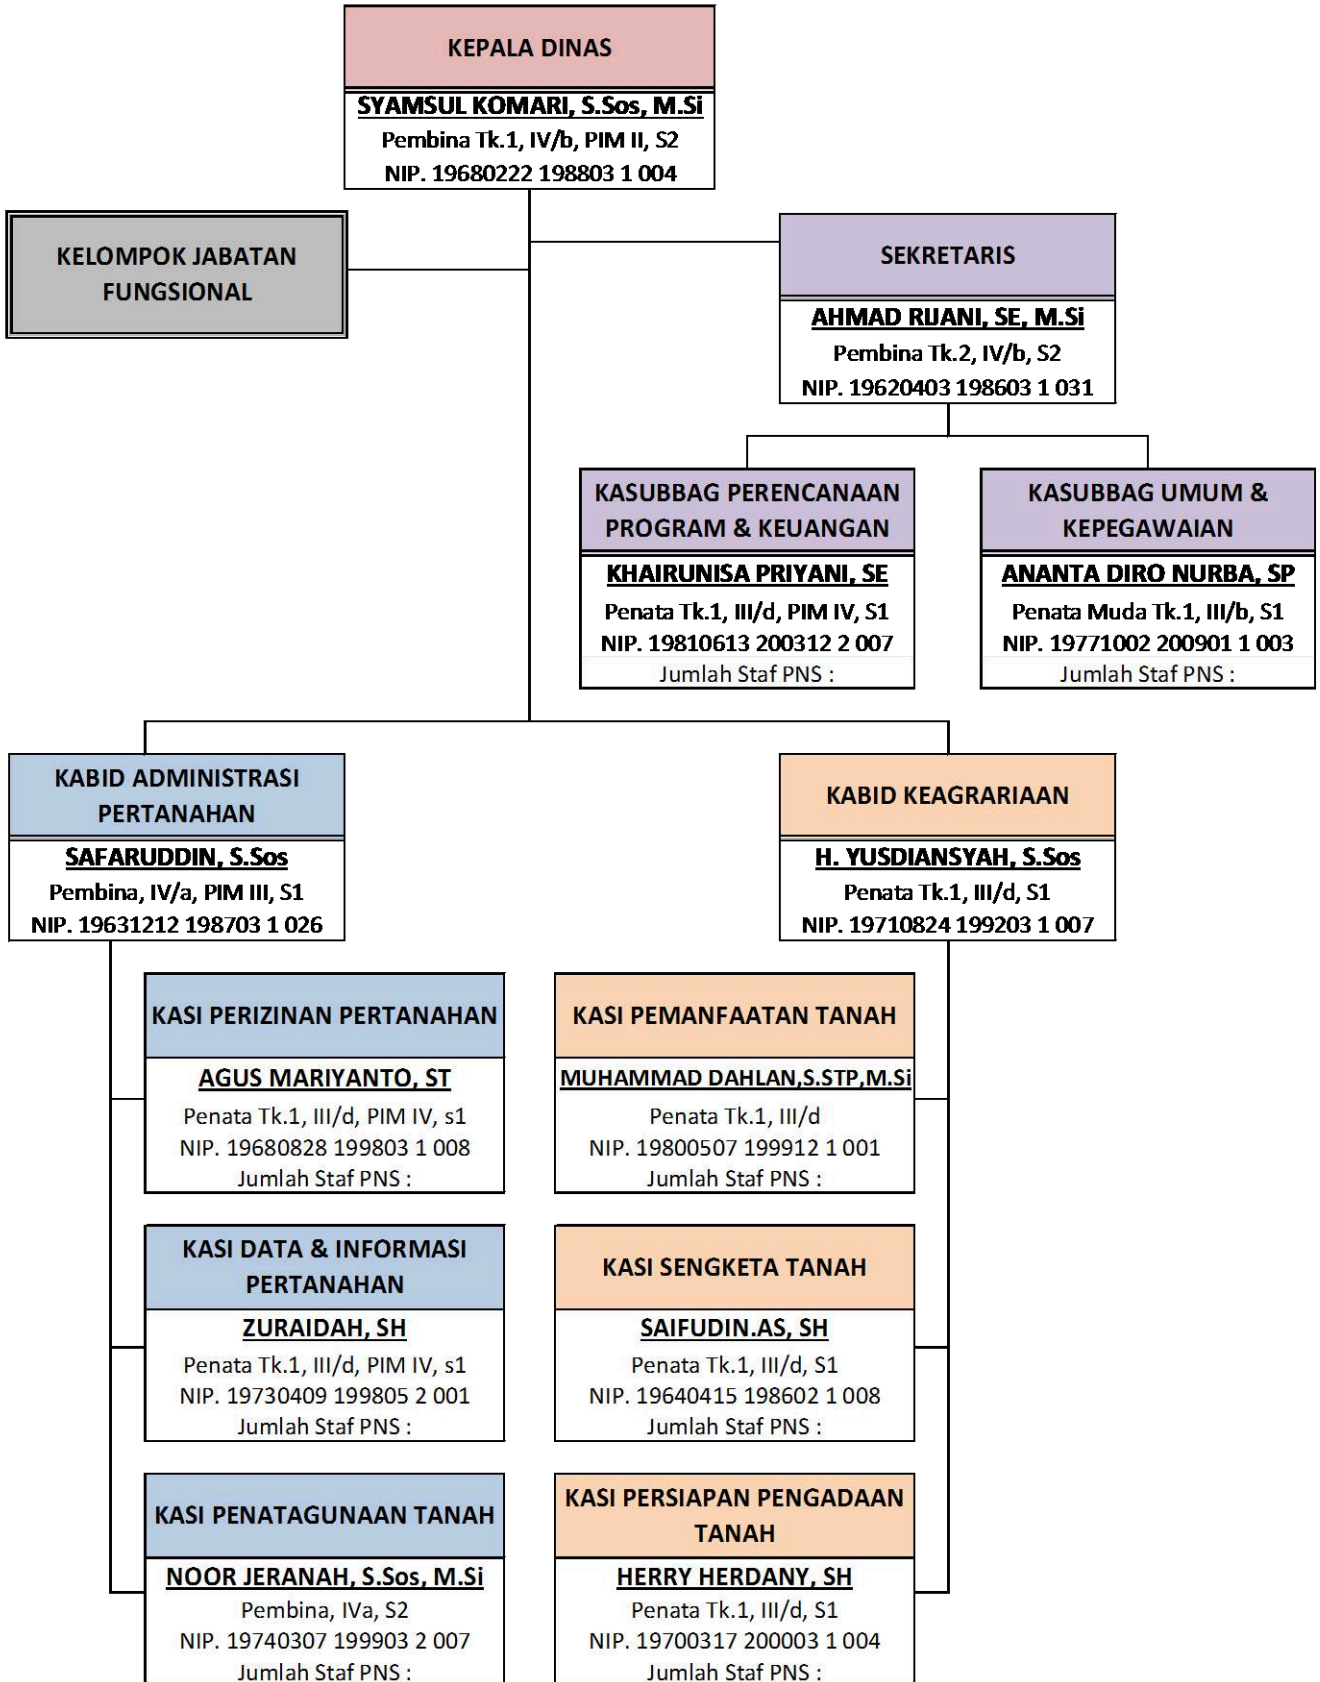 KEPALA DINAS
SYAMSUL KOMARI, S.Sos, M.Si
Pembina Tk.1, IV/b, PIM II, S2
NIP. 19680222 198803 1 004
KELOMPOK JABATAN
FUNGSIONAL
SEKRETARIS
AHMAD RIJANI, SE, M.Si
Pembina Tk.2, IV/b, S2
NIP. 19620403 198603 1 031
KASUBBAG PERENCANAAN
PROGRAM & KEUANGAN
KHAIRUNISA PRIYANI, SE
Penata Tk.1, III/d, PIM IV, S1
NIP. 19810613 200312 2 007
Jumlah Staf PNS :
KASUBBAG UMUM &
KEPEGAWAIAN
ANANTA DIRO NURBA, SP
Penata Muda Tk.1, III/b, S1
NIP. 19771002 200901 1 003
Jumlah Staf PNS :
KABID ADMINISTRASI
PERTANAHAN
SAFARUDDIN, S.Sos
Pembina, IV/a, PIM III, S1
NIP. 19631212 198703 1 026
KABID KEAGRARIAAN
H. YUSDIANSYAH, S.Sos
Penata Tk.1, III/d, S1
NIP. 19710824 199203 1 007
KASI PERIZINAN PERTANAHAN
AGUS MARIYANTO, ST
Penata Tk.1, III/d, PIM IV, s1
NIP. 19680828 199803 1 008
Jumlah Staf PNS :
KASI PEMANFAATAN TANAH
MUHAMMAD DAHLAN,S.STP,M.Si
Penata Tk.1, III/d
NIP. 19800507 199912 1 001
Jumlah Staf PNS :
KASI DATA & INFORMASI
PERTANAHAN
ZURAIDAH, SH
Penata Tk.1, III/d, PIM IV, s1
NIP. 19730409 199805 2 001
Jumlah Staf PNS :
KASI SENGKETA TANAH
SAIFUDIN.AS, SH
Penata Tk.1, III/d, S1
NIP. 19640415 198602 1 008
Jumlah Staf PNS :
KASI PENATAGUNAAN TANAH
NOOR JERANAH, S.Sos, M.Si
Pembina, IVa, S2
NIP. 19740307 199903 2 007
Jumlah Staf PNS :
KASI PERSIAPAN PENGADAAN
TANAH
HERRY HERDANY, SH
Penata Tk.1, III/d, S1
NIP. 19700317 200003 1 004
Jumlah Staf PNS :